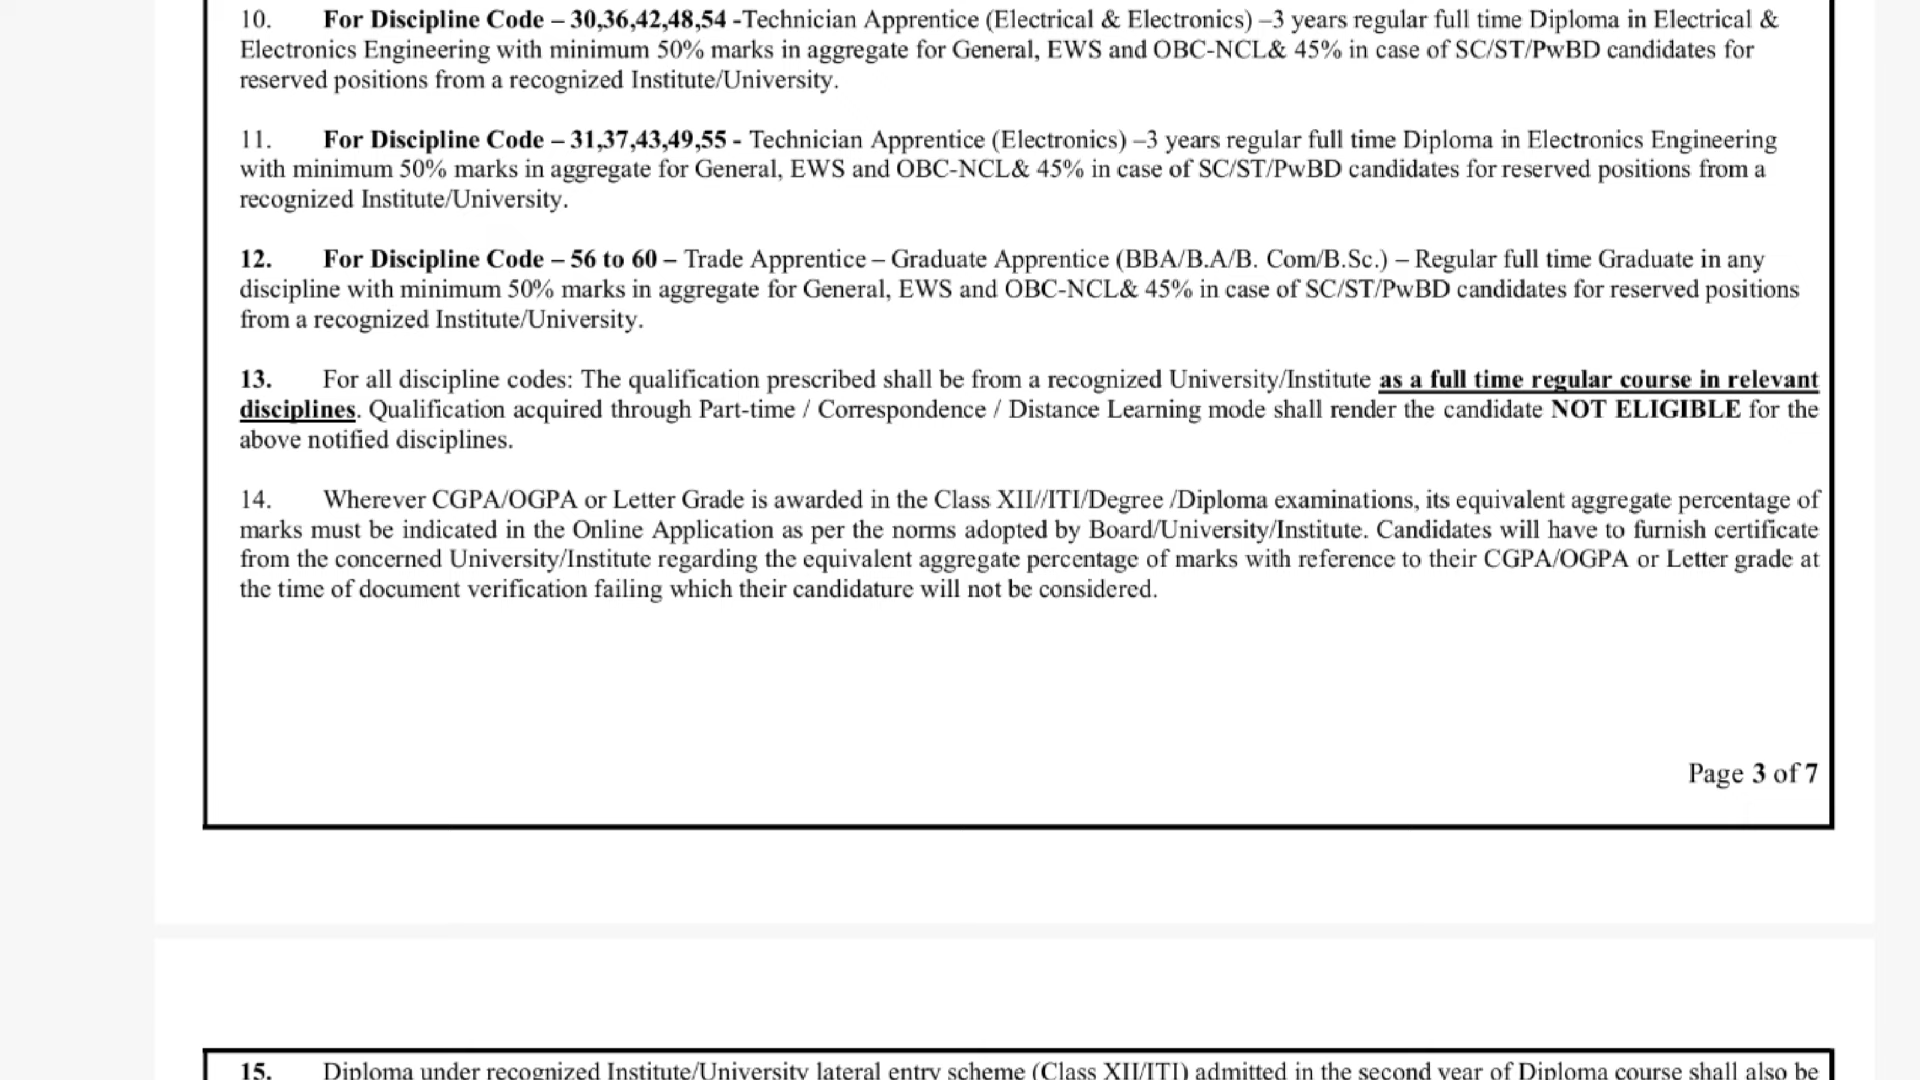 10. For Discipline Code – 30,36,42,48,54 -Technician Apprentice (Electrical & Electronics) –3 years regular full time Diploma in Electrical &
Electronics Engineering with minimum 50% marks in aggregate for General, EWS and OBC-NCL& 45% in case of SC/ST/PwBD candidates for
reserved positions from a recognized Institute/University.
11. For Discipline Code – 31,37,43,49,55 - Technician Apprentice (Electronics) –3 years regular full time Diploma in Electronics Engineering
with minimum 50% marks in aggregate for General, EWS and OBC-NCL& 45% in case of SC/ST/PwBD candidates for reserved positions from a
recognized Institute/University.
12. For Discipline Code – 56 to 60 – Trade Apprentice – Graduate Apprentice (BBA/B.A/B. Com/B.Sc.) – Regular full time Graduate in any
discipline with minimum 50% marks in aggregate for General, EWS and OBC-NCL& 45% in case of SC/ST/PwBD candidates for reserved positions
from a recognized Institute/University.
13. For all discipline codes: The qualification prescribed shall be from a recognized University/Institute as a full time regular course in relevant
disciplines. Qualification acquired through Part-time / Correspondence / Distance Learning mode shall render the candidate NOT ELIGIBLE for the
above notified disciplines.
14. Wherever CGPA/OGPA or Letter Grade is awarded in the Class XII//ITI/Degree /Diploma examinations, its equivalent aggregate percentage of
marks must be indicated in the Online Application as per the norms adopted by Board/University/Institute. Candidates will have to furnish certificate
from the concerned University/Institute regarding the equivalent aggregate percentage of marks with reference to their CGPA/OGPA or Letter grade at
the time of document verification failing which their candidature will not be considered.
Page 3 of 7
15. Diploma under recognized Institute/University lateral entry scheme (Class XII/ITI) admitted in the second year of Diploma course shall also be